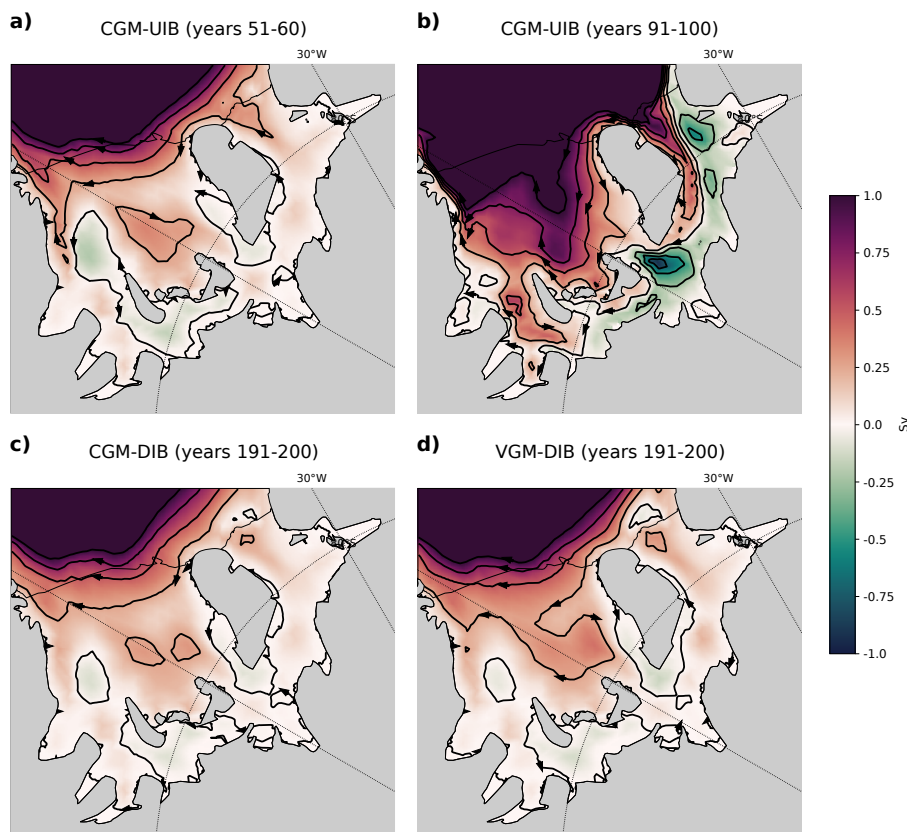 a)
CGM-UIB (years 51-60)
30°W
b)
CGM-UIB (years 91-100)
30°W
1.0
0.75
0.5
0.25
0.0
-0.25
-0.5
-0.75
-1.0
Sv
c)
CGM-DIB (years 191-200)
30°W
d)
VGM-DIB (years 191-200)
30°W